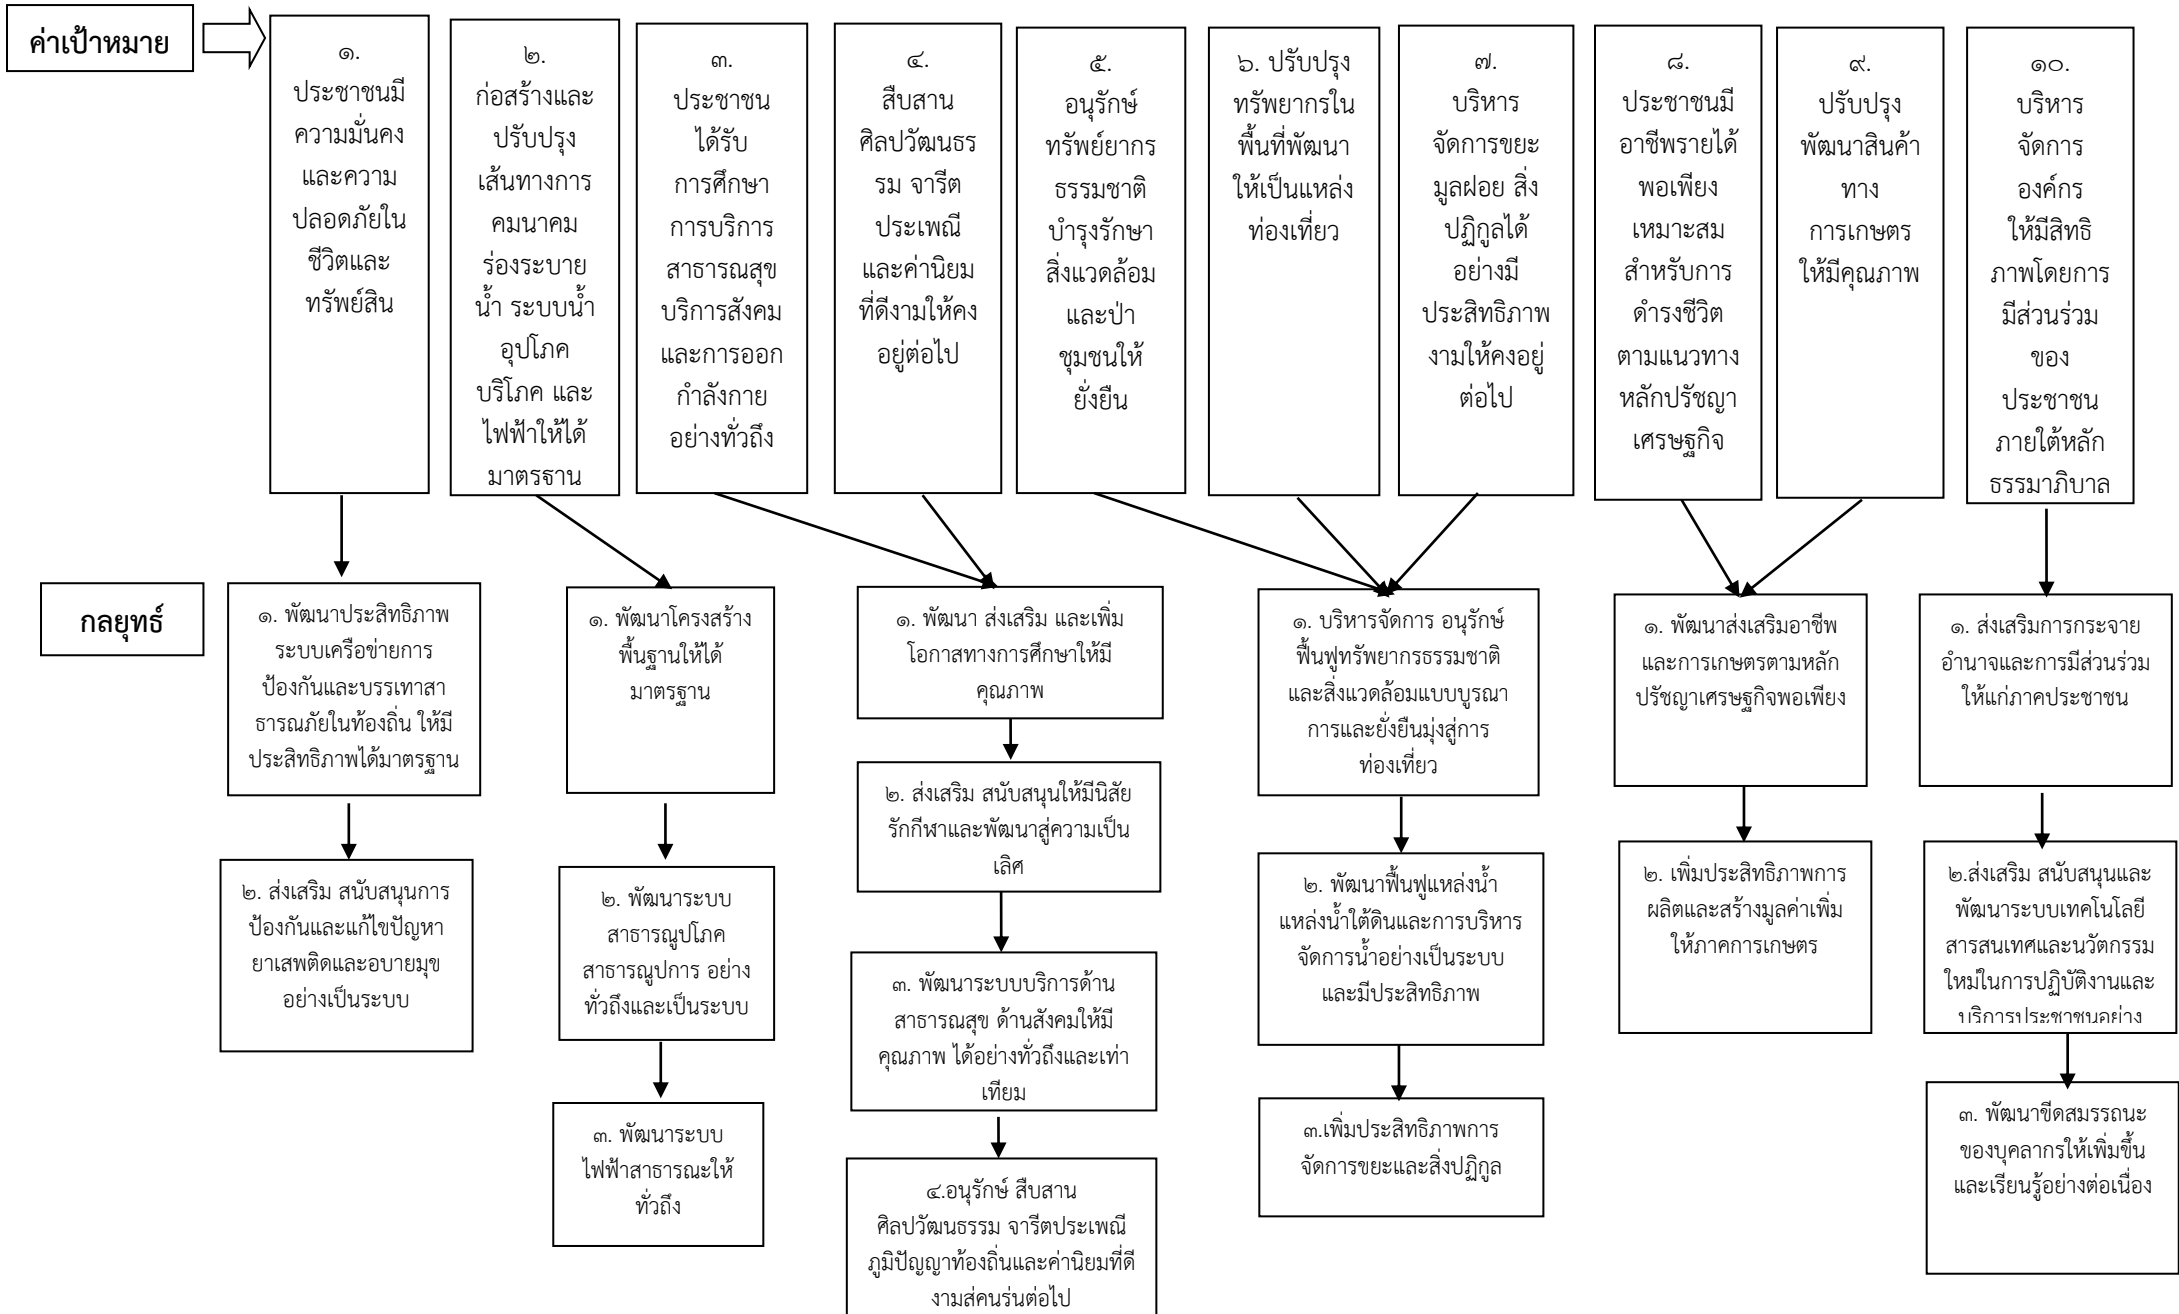 ค่าเป้าหมาย
๑.
ประชาชนมี
ความมั่นคง
และความ
ปลอดภัยใน
ชีวิตและ
ทรัพย์สิน
๒.
ก่อสร้างและ
ปรับปรุง
เส้นทางการ
คมนาคม
ร่องระบาย
น้ำ ระบบน้ำ
อุปโภค
บริโภค และ
ไฟฟ้าให้ได้
มาตรฐาน
๓.
ประชาชน
ได้รับ
การศึกษา
การบริการ
สาธารณสุข
บริการสังคม
และการออก
กำลังกาย
อย่างทั่วถึง
๔.
สืบสาน
ศิลปวัฒนธร
รม จารีต
ประเพณี
และค่านิยม
ที่ดีงามให้คง
อยู่ต่อไป
๕.
อนุรักษ์
ทรัพย์ยากร
ธรรมชาติ
บำรุงรักษา
สิ่งแวดล้อม
และป่า
ชุมชนให้
ยั่งยืน
๖. ปรับปรุง
ทรัพยากรใน
พื้นที่พัฒนา
ให้เป็นแหล่ง
ท่องเที่ยว
๗.
บริหาร
จัดการขยะ
มูลฝอย สิ่ง
ปฏิกูลได้
อย่างมี
ประสิทธิภาพ
งามให้คงอยู่
ต่อไป
๘.
ประชาชนมี
อาชีพรายได้
พอเพียง
เหมาะสม
สำหรับการ
ดำรงชีวิต
ตามแนวทาง
หลักปรัชญา
เศรษฐกิจ
๙.
ปรับปรุง
พัฒนาสินค้า
ทาง
การเกษตร
ให้มีคุณภาพ
๑๐.
บริหาร
จัดการ
องค์กร
ให้มีสิทธิ
ภาพโดยการ
มีส่วนร่วม
ของ
ประชาชน
ภายใต้หลัก
ธรรมาภิบาล
กลยุทธ์
๑. พัฒนาประสิทธิภาพ
ระบบเครือข่ายการ
ป้องกันและบรรเทาสา
ธารณภัยในท้องถิ่น ให้มี
ประสิทธิภาพได้มาตรฐาน
๒. ส่งเสริม สนับสนุนการ
ป้องกันและแก้ไขปัญหา
ยาเสพติดและอบายมุข
อย่างเป็นระบบ
๑. พัฒนาโครงสร้าง
พื้นฐานให้ได้
มาตรฐาน
๒. พัฒนาระบบ
สาธารณูปโภค
สาธารณูปการ อย่าง
ทั่วถึงและเป็นระบบ
๓. พัฒนาระบบ
ไฟฟ้าสาธารณะให้
ทั่วถึง
๑. พัฒนา ส่งเสริม และเพิ่ม
โอกาสทางการศึกษาให้มี
คุณภาพ
๒. ส่งเสริม สนับสนุนให้มีนิสัย
รักกีฬาและพัฒนาสู่ความเป็น
เลิศ
๓. พัฒนาระบบบริการด้าน
สาธารณสุข ด้านสังคมให้มี
คุณภาพ ได้อย่างทั่วถึงและเท่า
เทียม
๔.อนุรักษ์ สืบสาน
ศิลปวัฒนธรรม จารีตประเพณี
ภูมิปัญญาท้องถิ่นและค่านิยมที่ดี
งามสู่คนรุ่นต่อไป
๑. บริหารจัดการ อนุรักษ์
ฟื้นฟูทรัพยากรธรรมชาติ
และสิ่งแวดล้อมแบบบูรณา
การและยั่งยืนมุ่งสู่การ
ท่องเที่ยว
๒. พัฒนาฟื้นฟูแหล่งน้ำ
แหล่งน้ำใต้ดินและการบริหาร
จัดการน้ำอย่างเป็นระบบ
และมีประสิทธิภาพ
๓.เพิ่มประสิทธิภาพการ
จัดการขยะและสิ่งปฏิกูล
๑. พัฒนาส่งเสริมอาชีพ
และการเกษตรตามหลัก
ปรัชญาเศรษฐกิจพอเพียง
๒. เพิ่มประสิทธิภาพการ
ผลิตและสร้างมูลค่าเพิ่ม
ให้ภาคการเกษตร
๑. ส่งเสริมการกระจาย
อำนาจและการมีส่วนร่วม
ให้แก่ภาคประชาชน
๒.ส่งเสริม สนับสนุนและ
พัฒนาระบบเทคโนโลยี
สารสนเทศและนวัตกรรม
ใหม่ในการปฏิบัติงานและ
บริการประชาชนอย่าง
๓. พัฒนาขีดสมรรถนะ
ของบุคลากรให้เพิ่มขึ้น
และเรียนรู้อย่างต่อเนื่อง